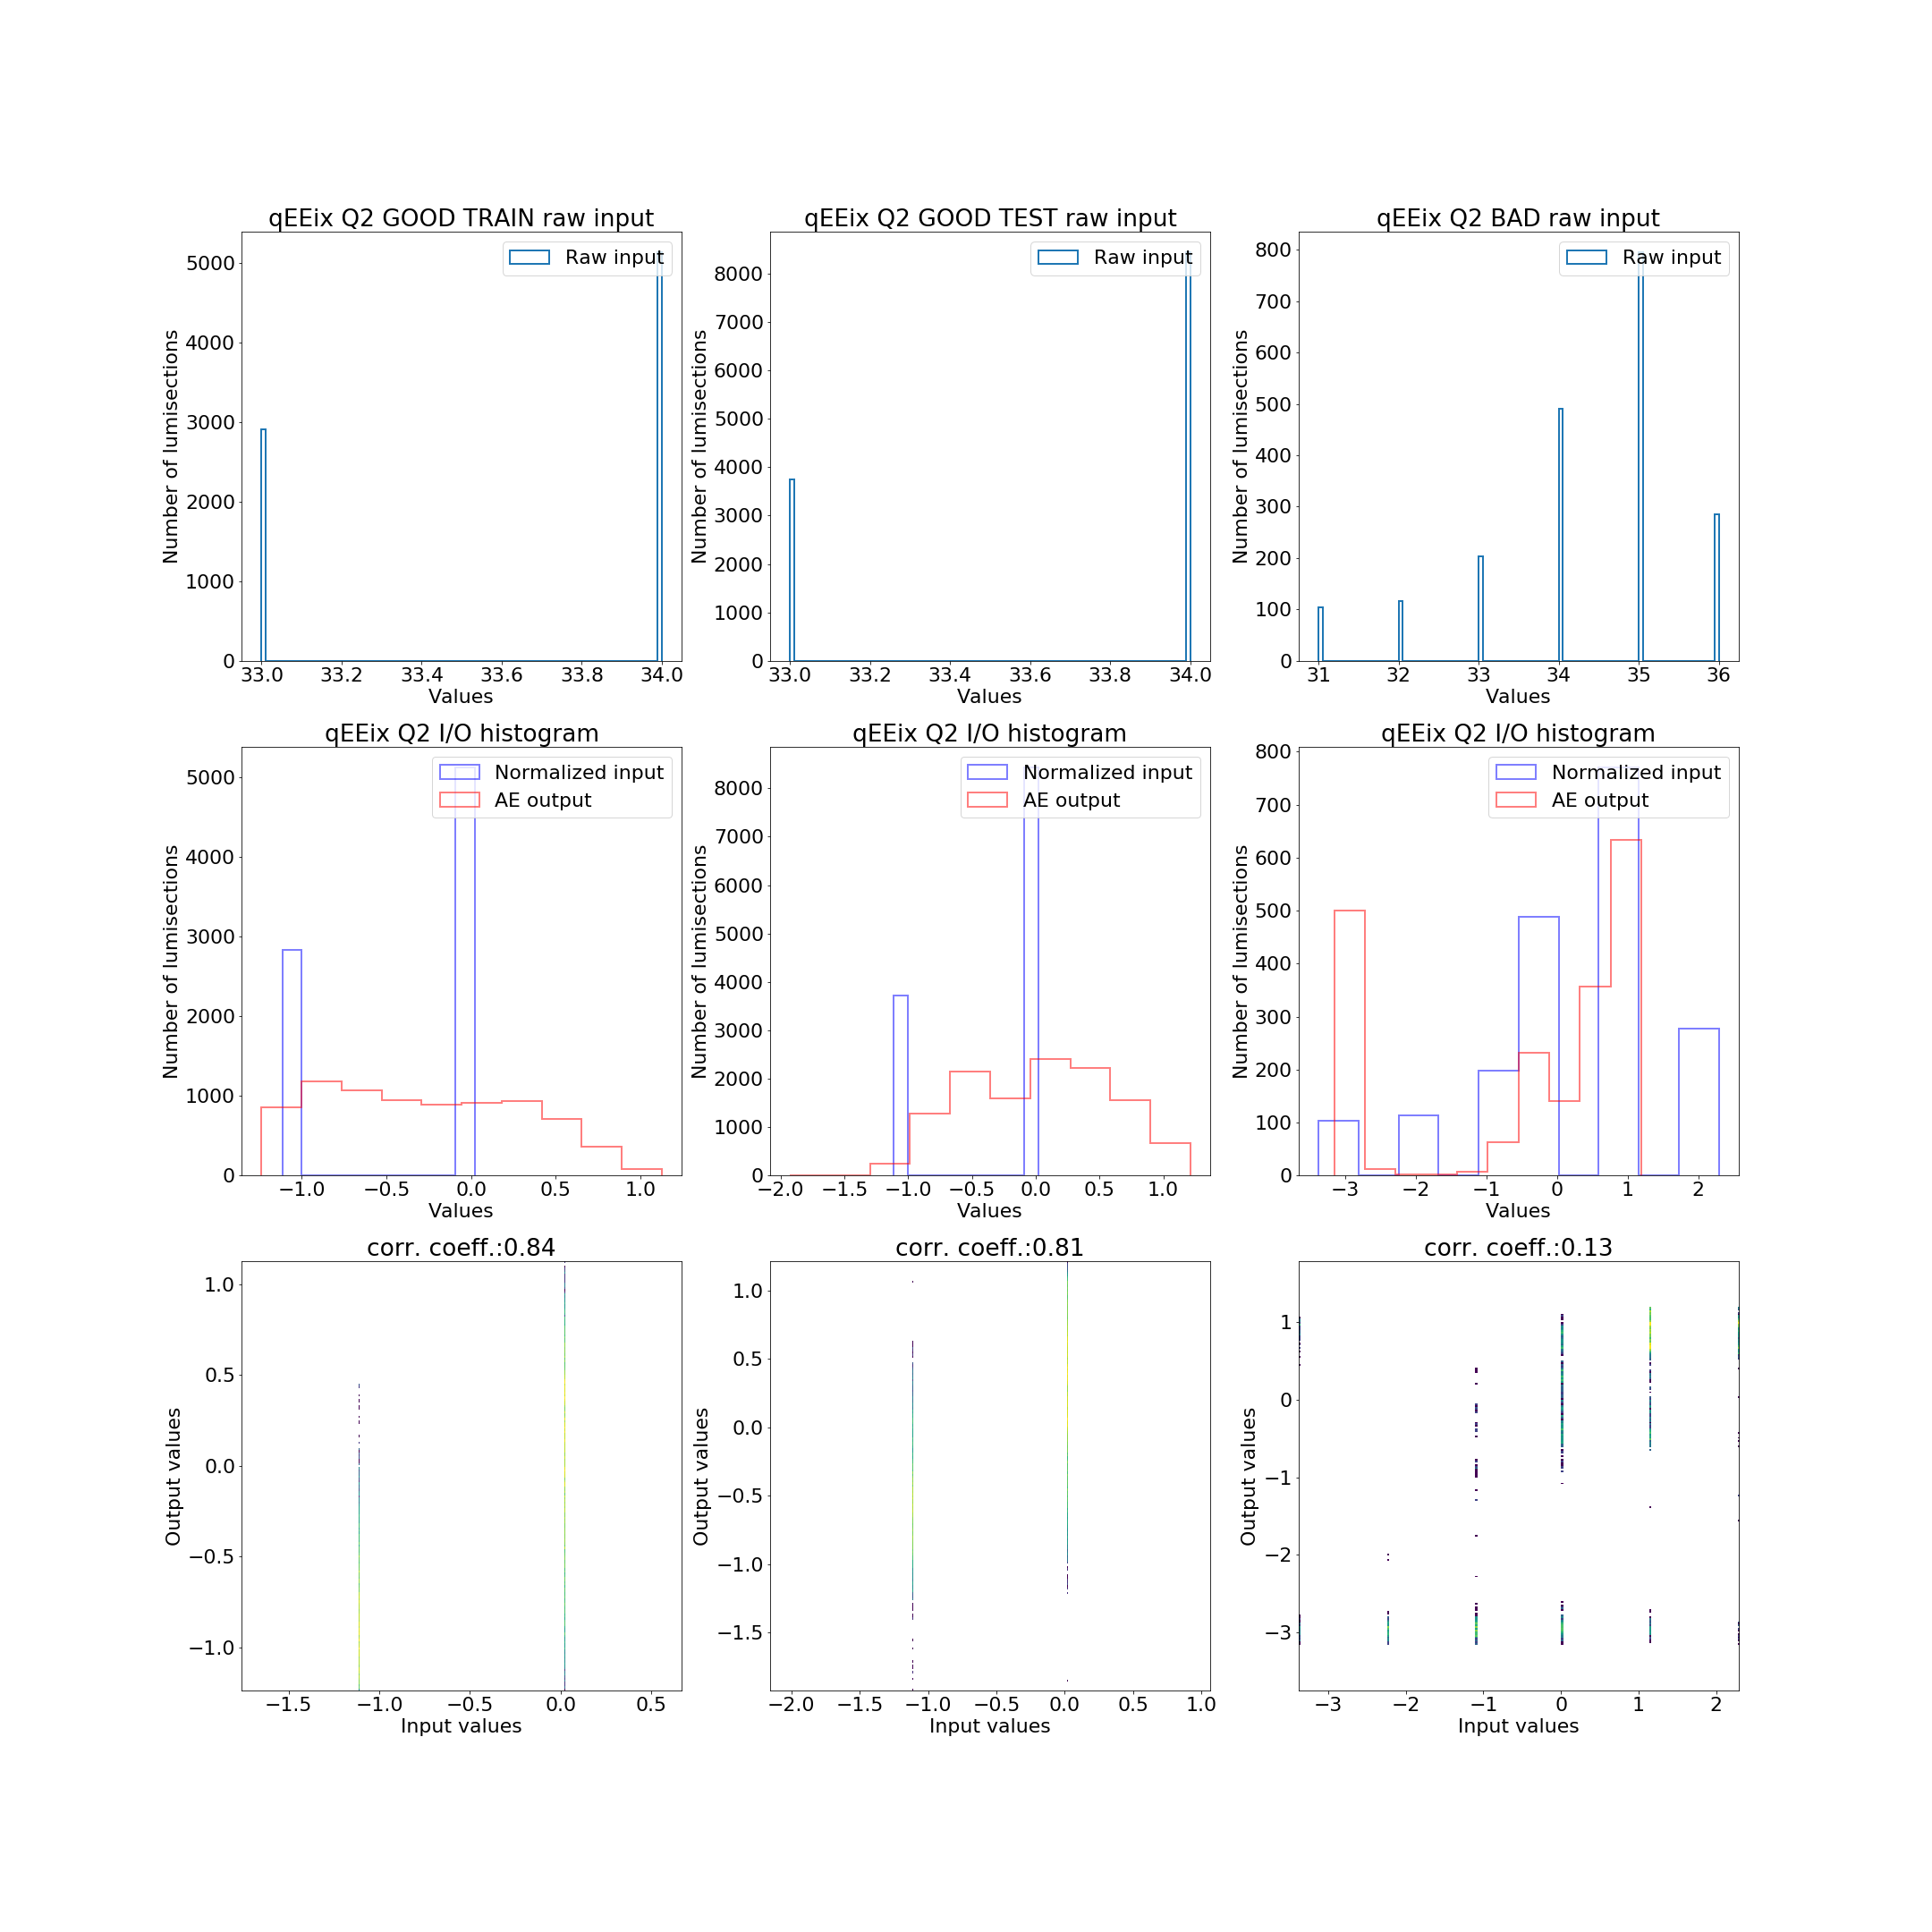 qEEix Q2 GOOD TRAIN raw input
qEEix Q2 GOOD TEST raw input
qEEix Q2 BAD raw input
Raw input
Raw input
Raw input
Number of lumisections
5000
4000
3000
2000
1000
0
33.0 33.2 33.4 33.6 33.8 34.0
Values
Number of lumisections
8000
7000
6000
5000
4000
3000
2000
1000
0
33.0 33.2 33.4 33.6 33.8 34.0
Values
Number of lumisections
800
700
600
500
400
300
200
100
0
31 32 33 34 35 36
Values
qEEix Q2 I/O histogram
qEEix Q2 I/O histogram
qEEix Q2 I/O histogram
Normalized input
AE output
Normalized input
AE output
Normalized input
AE output
Number of lumisections
5000
4000
3000
2000
1000
0
−1.0 −0.5 0.0 0.5 1.0
Values
Number of lumisections
8000
7000
6000
5000
4000
3000
2000
1000
0
−2.0 −1.5 −1.0 −0.5 0.0 0.5 1.0
Values
Number of lumisections
800
700
600
500
400
300
200
100
0
−3 −2 −1 0 1 2
Values
corr. coeff.:0.84
corr. coeff.:0.81
corr. coeff.:0.13
Output values
1.0
0.5
0.0
−0.5
−1.0
−1.5 −1.0 −0.5 0.0 0.5
Input values
Output values
1.0
0.5
0.0
−0.5
−1.0
−1.5
−2.0 −1.5 −1.0 −0.5 0.0 0.5 1.0
Input values
Output values
1
0
−1
−2
−3
−3 −2 −1 0 1 2
Input values